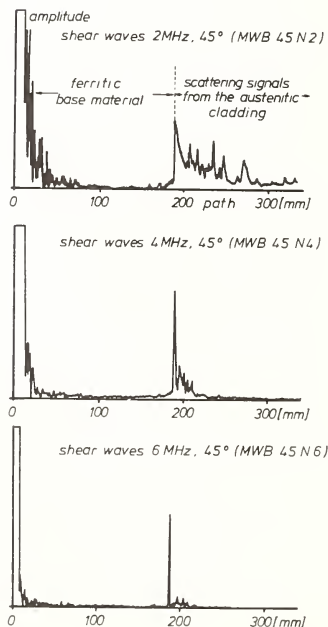 amplitude
shear waves 2MHz, 45° (MWB 45 N2)
ferritic
base material
scattering signals
from the austenitic
cladding
0 100 200 path 300 [mm]
shear waves 4MHz, 45° (MWB 45 N4)
0 100 200 300 [mm]
shear waves 6MHz, 45° (MWB 45 N6)
0 100 200 300 [mm]